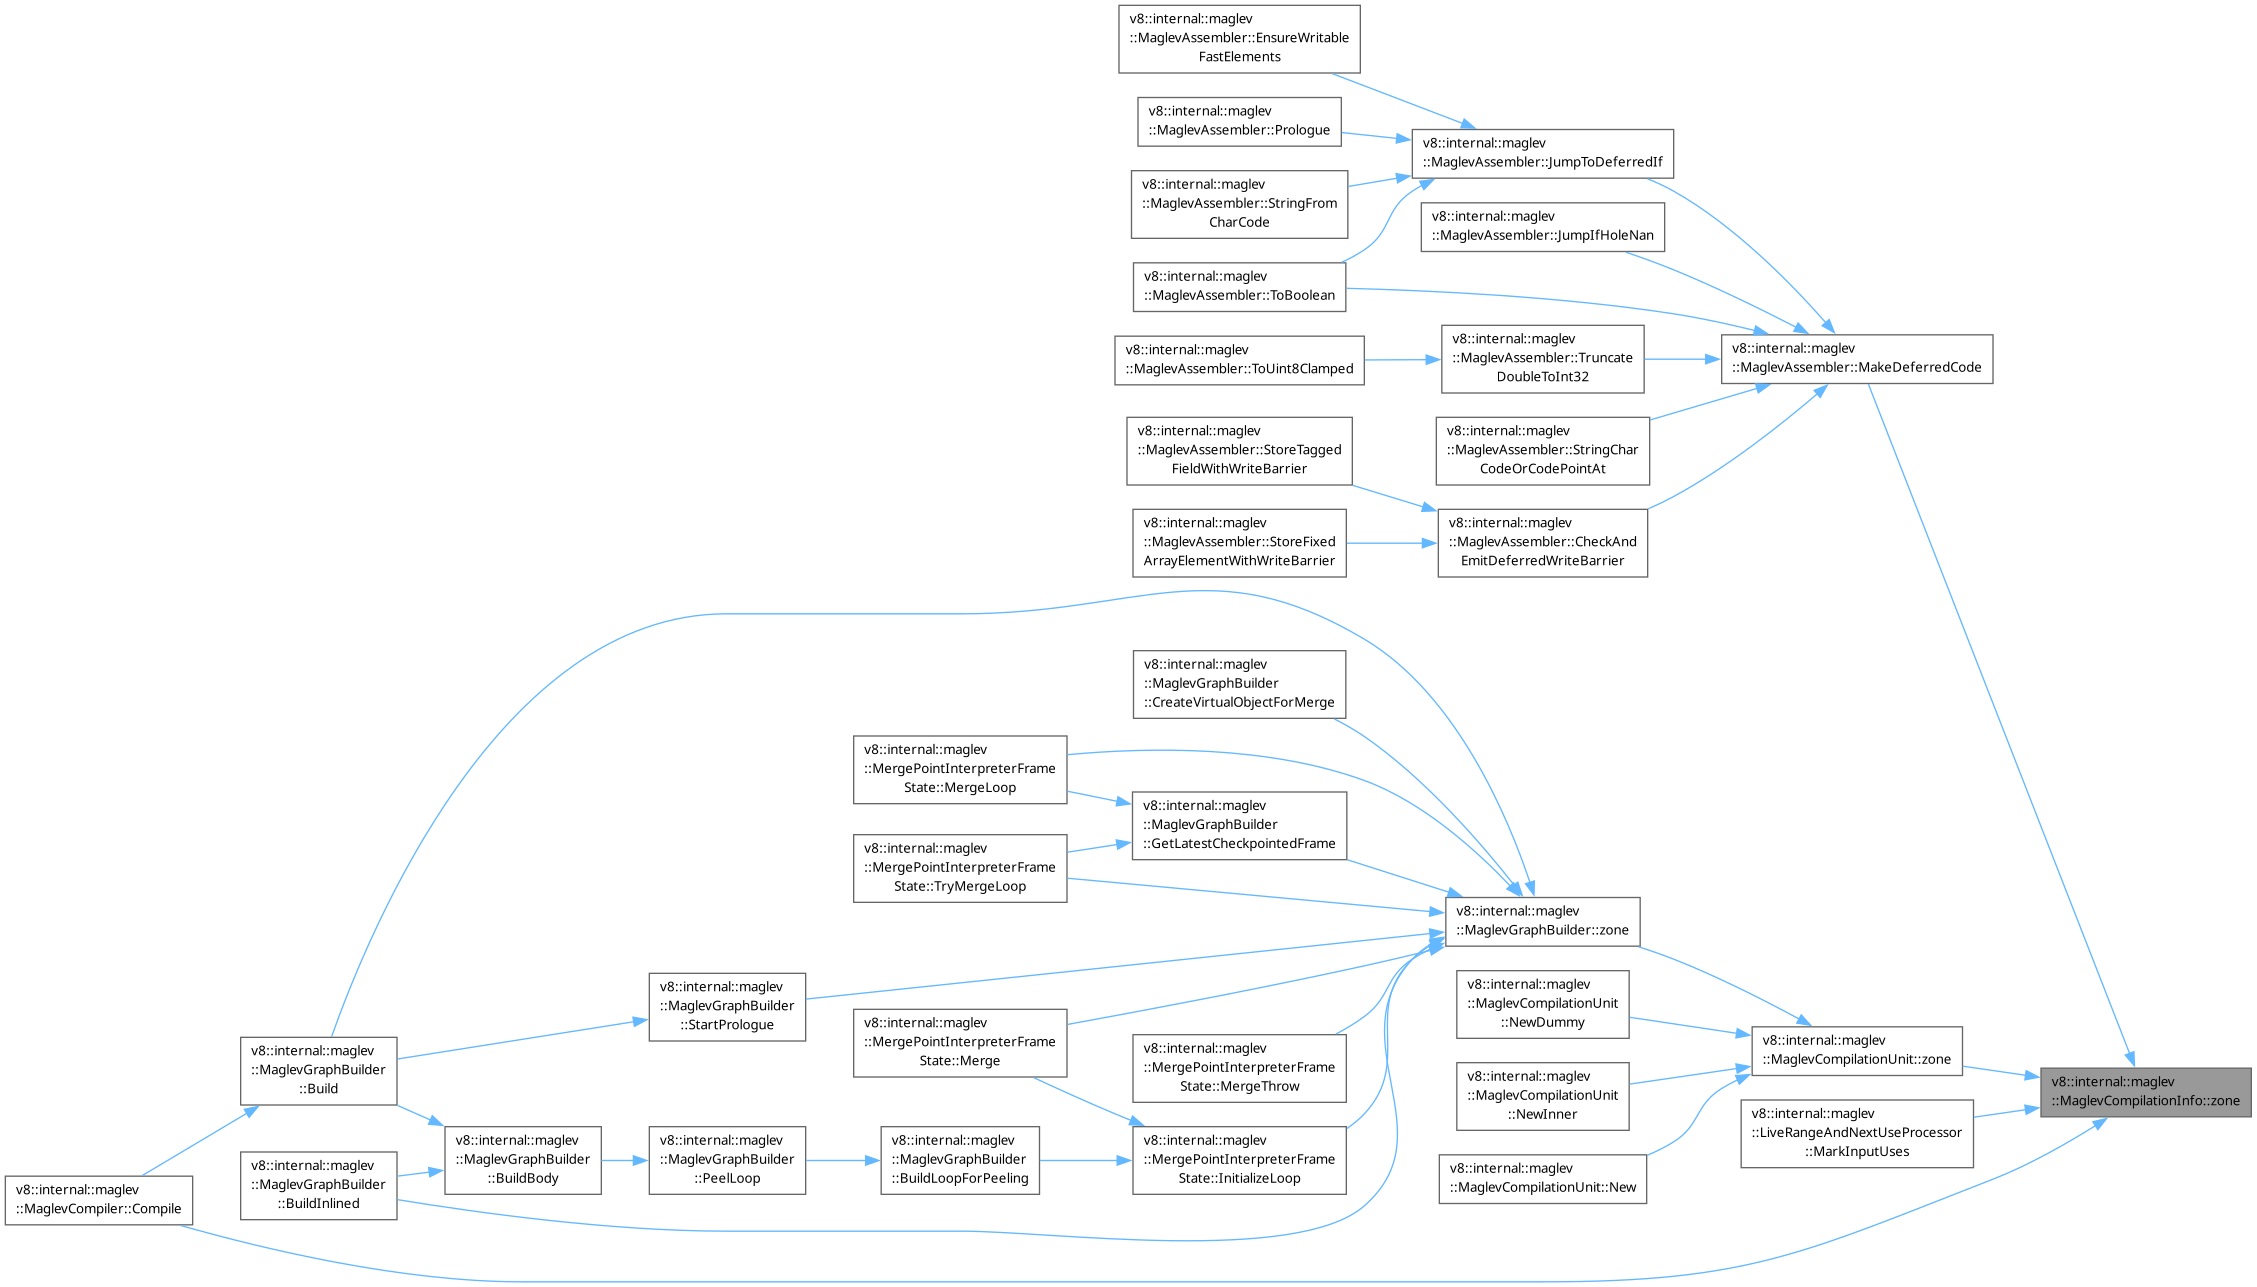 v8::internal::maglev
::MaglevAssembler::EnsureWritable
FastElements
v8::internal::maglev
::MaglevAssembler::Prologue
v8::internal::maglev
::MaglevAssembler::JumpToDeferredIf
v8::internal::maglev
::MaglevAssembler::StringFrom
CharCode
v8::internal::maglev
::MaglevAssembler::JumpIfHoleNan
v8::internal::maglev
::MaglevAssembler::ToBoolean
v8::internal::maglev
::MaglevAssembler::ToUint8Clamped
v8::internal::maglev
::MaglevAssembler::Truncate
DoubleToInt32
v8::internal::maglev
::MaglevAssembler::MakeDeferredCode
v8::internal::maglev
::MaglevAssembler::StoreTagged
FieldWithWriteBarrier
v8::internal::maglev
::MaglevAssembler::StringChar
CodeOrCodePointAt
v8::internal::maglev
::MaglevAssembler::StoreFixed
ArrayElementWithWriteBarrier
v8::internal::maglev
::MaglevAssembler::CheckAnd
EmitDeferredWriteBarrier
v8::internal::maglev
::MaglevGraphBuilder
::CreateVirtualObjectForMerge
v8::internal::maglev
::MergePointInterpreterFrame
State::MergeLoop
v8::internal::maglev
::MaglevGraphBuilder
::GetLatestCheckpointedFrame
v8::internal::maglev
::MergePointInterpreterFrame
State::TryMergeLoop
v8::internal::maglev
::MaglevGraphBuilder::zone
v8::internal::maglev
::MaglevGraphBuilder
::StartPrologue
v8::internal::maglev
::MaglevCompilationUnit
::NewDummy
v8::internal::maglev
::MergePointInterpreterFrame
State::Merge
v8::internal::maglev
::MergePointInterpreterFrame
State::MergeThrow
v8::internal::maglev
::MaglevCompilationUnit::zone
v8::internal::maglev
::MaglevGraphBuilder
::Build
v8::internal::maglev
::MaglevCompilationUnit
::NewInner
v8::internal::maglev
::MaglevCompilationInfo::zone
v8::internal::maglev
::LiveRangeAndNextUseProcessor
::MarkInputUses
v8::internal::maglev
::MaglevGraphBuilder
::BuildBody
v8::internal::maglev
::MaglevGraphBuilder
::PeelLoop
v8::internal::maglev
::MaglevGraphBuilder
::BuildLoopForPeeling
v8::internal::maglev
::MergePointInterpreterFrame
State::InitializeLoop
v8::internal::maglev
::MaglevGraphBuilder
::BuildInlined
v8::internal::maglev
::MaglevCompilationUnit::New
v8::internal::maglev
::MaglevCompiler::Compile